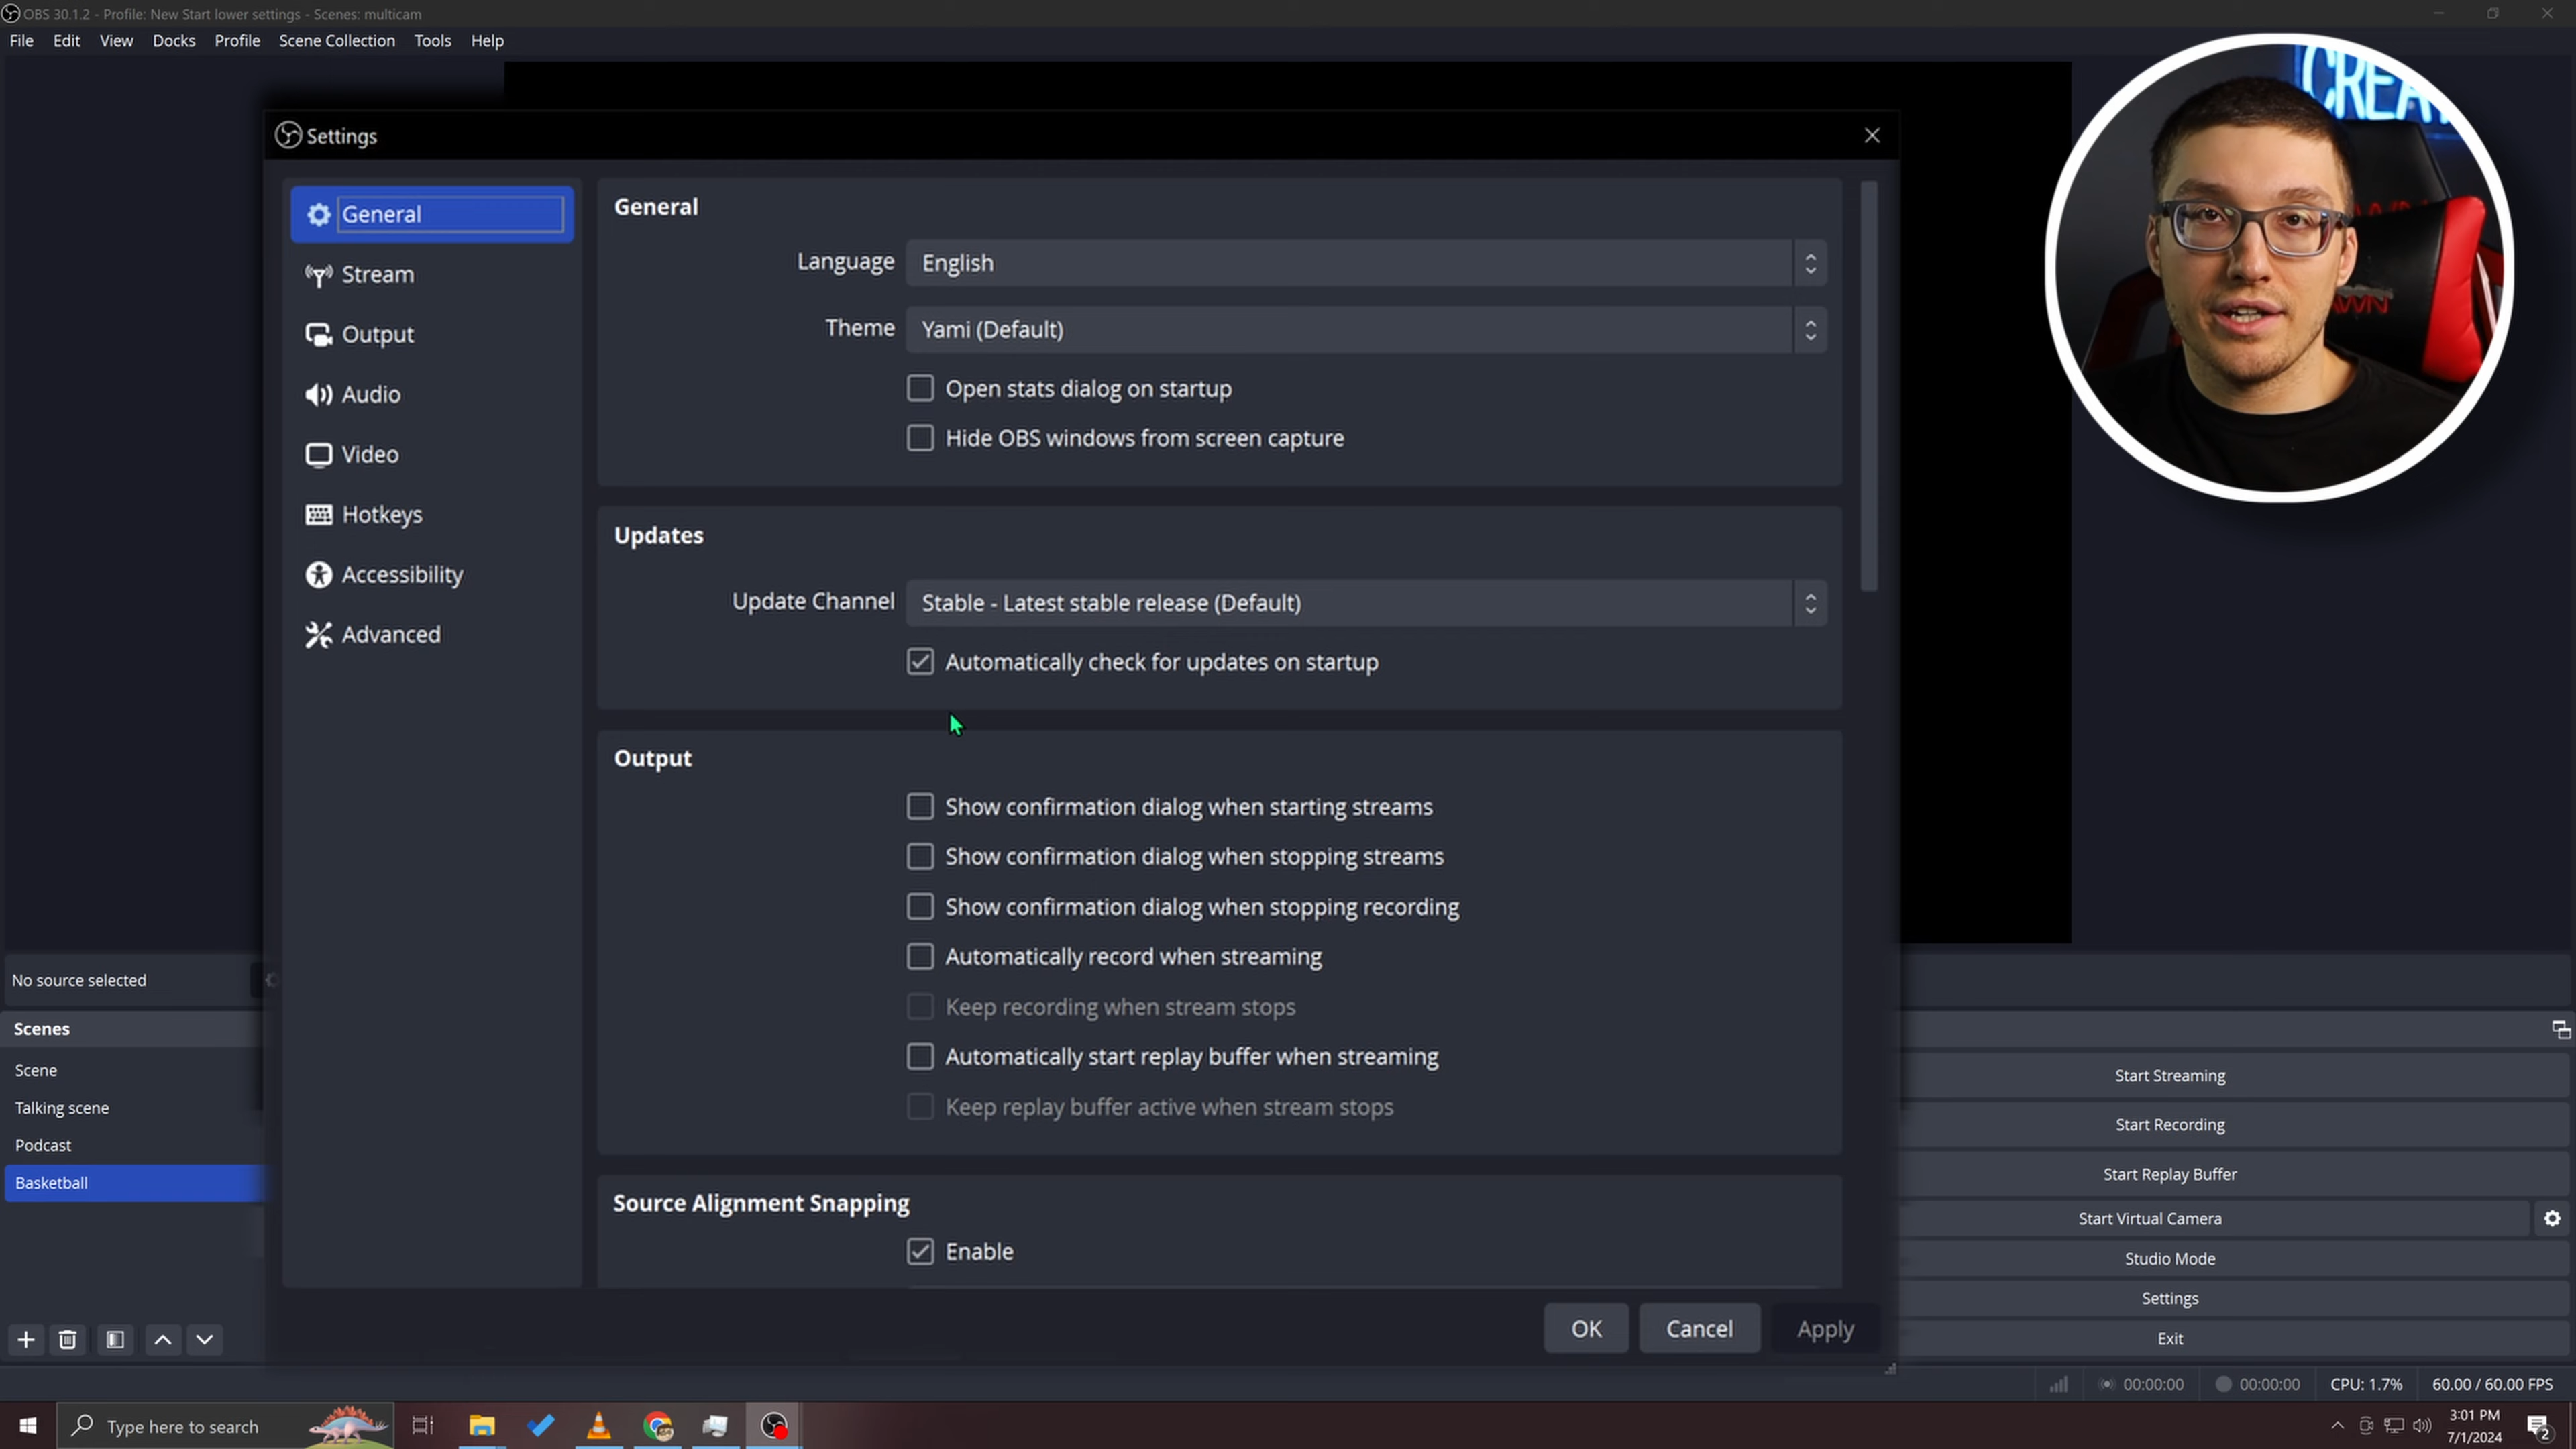 OBS 30.1.2 - Profile: New Start lower settings - Scenes: multicam
File Edit View Docks Profile Scene Collection Tools Help
Settings
General
Stream
Output
Audio
Video
Hotkeys
Accessibility
Advanced
General
Language English
Theme Yami (Default)
Open stats dialog on startup
Hide OBS windows from screen capture
Updates
Update Channel Stable - Latest stable release (Default)
Automatically check for updates on startup
Output
Show confirmation dialog when starting streams
Show confirmation dialog when stopping streams
Show confirmation dialog when stopping recording
Automatically record when streaming
Keep recording when stream stops
Automatically start replay buffer when streaming
Keep replay buffer active when stream stops
Source Alignment Snapping
Enable
OK Cancel Apply
No source selected
Scenes
Scene
Talking scene
Podcast
Basketball
Start Streaming
Start Recording
Start Replay Buffer
Start Virtual Camera
Studio Mode
Settings
Exit
00:00:00 00:00:00 CPU: 1.7% 60.00 / 60.00 FPS
Type here to search
3:01 PM
7/1/2024
2